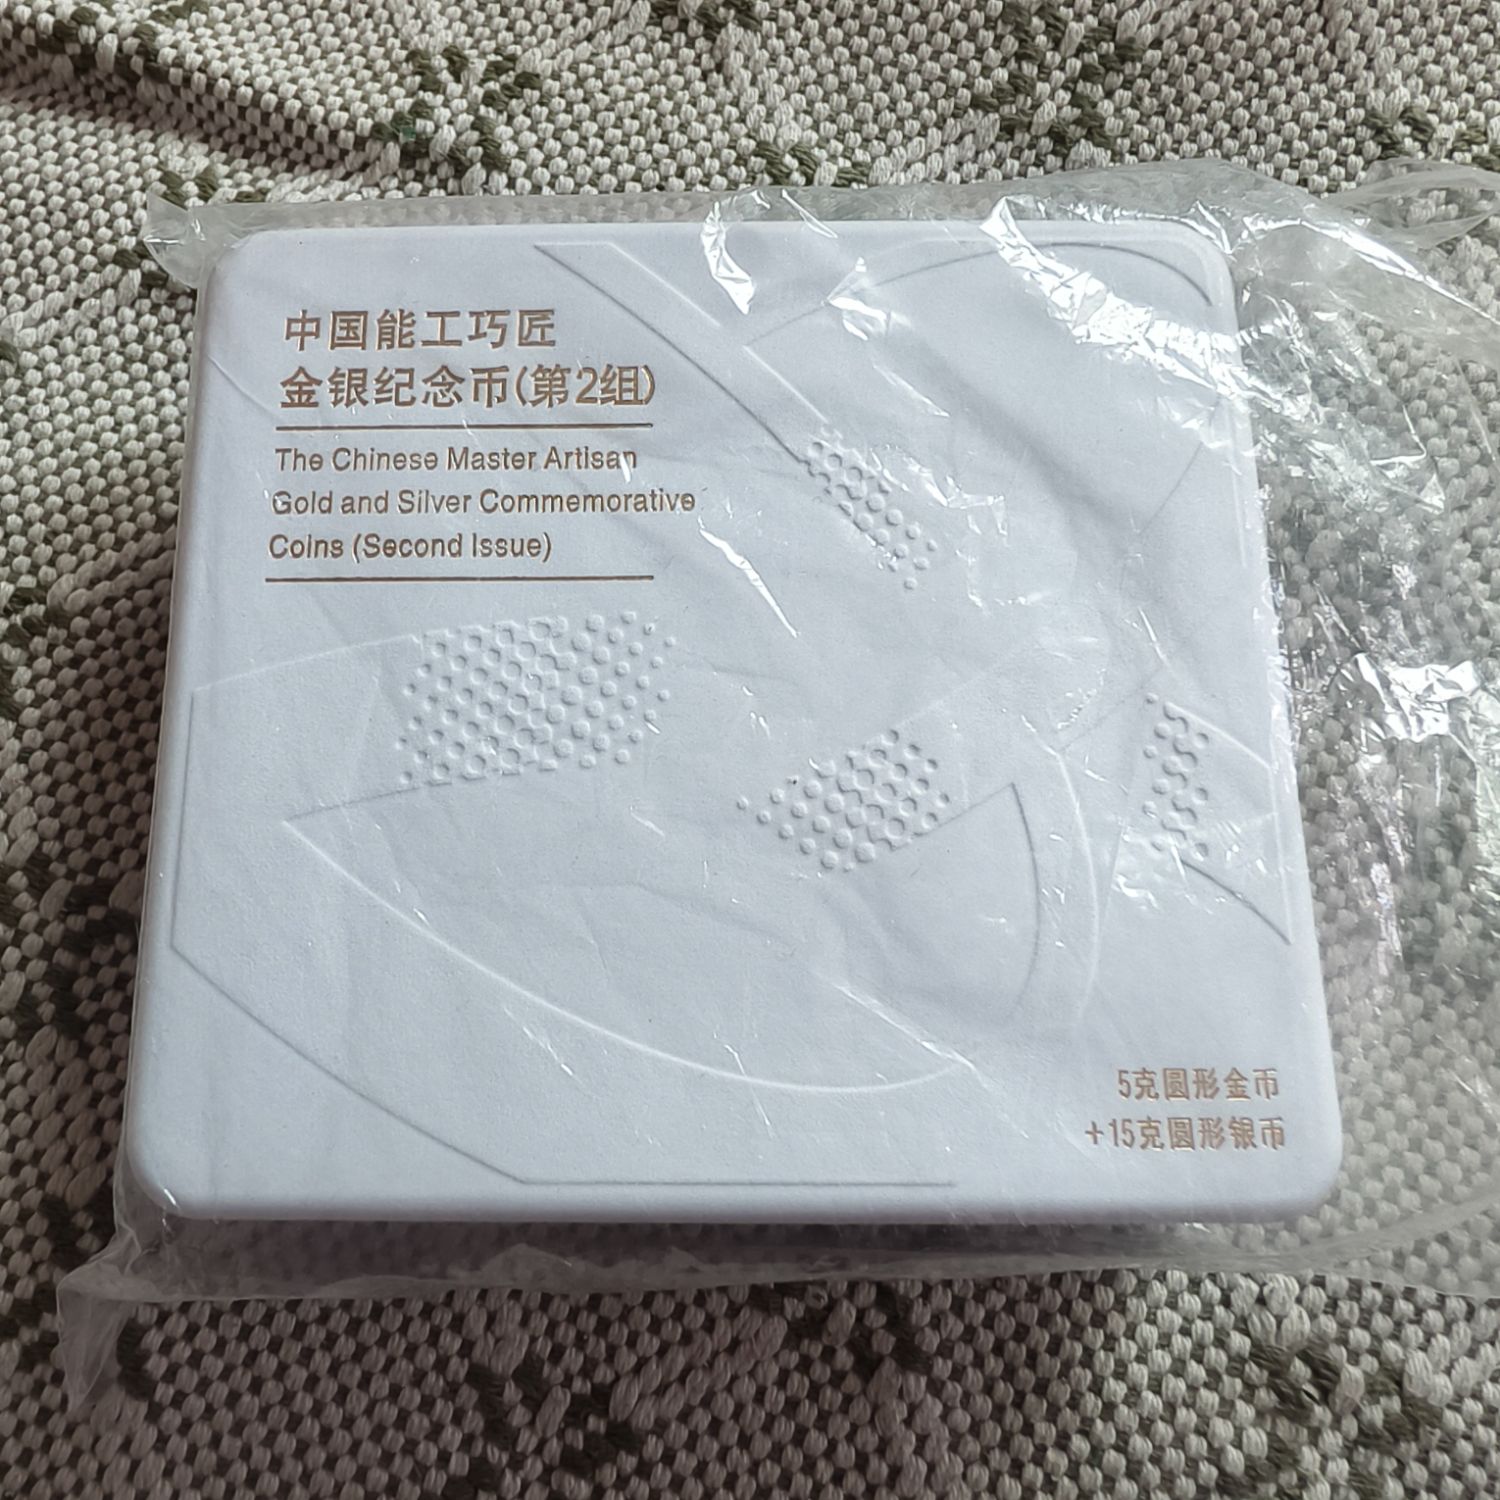 中国能工巧匠
金银纪念币(第2组)
The Chinese Master Artisan
Gold and Silver Commemorative
Coins (Second Issue)
5克圆形金币
+15克圆形银币